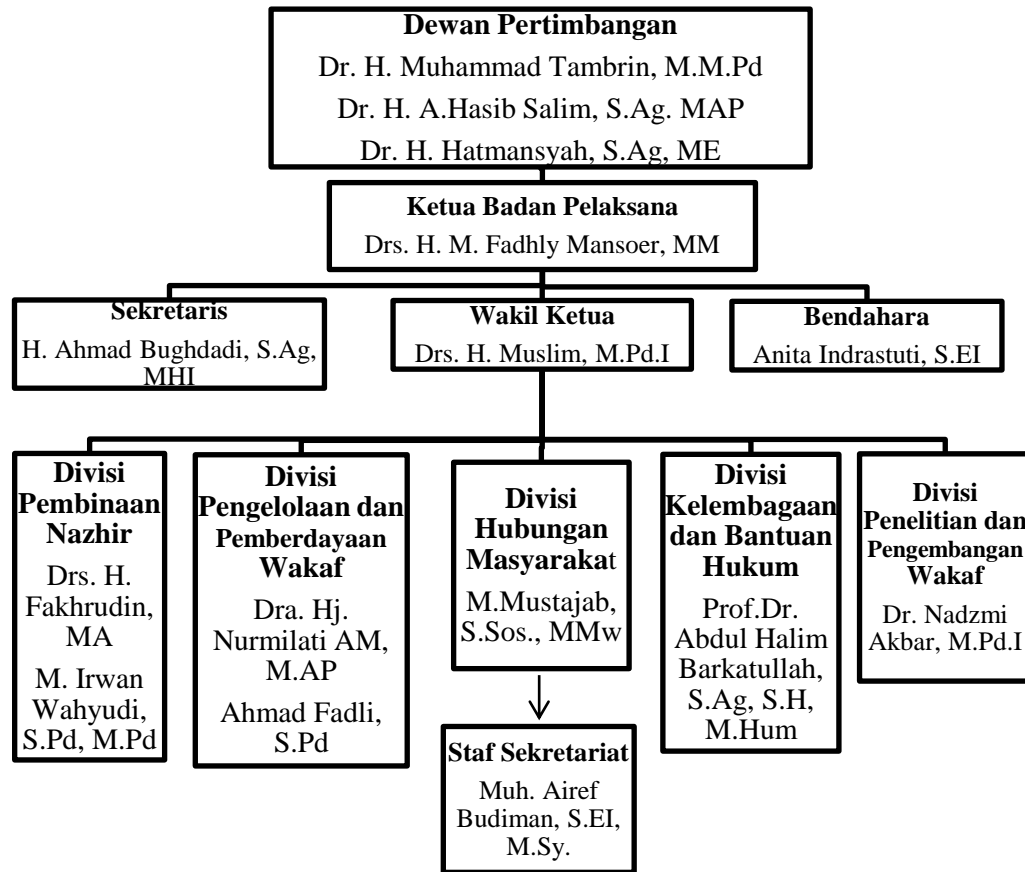 Dewan Pertimbangan
Dr. H. Muhammad Tambrin, M.M.Pd
Dr. H. A.Hasib Salim, S.Ag. MAP
Dr. H. Hatmansyah, S.Ag, ME
Ketua Badan Pelaksana
Drs. H. M. Fadhly Mansoer, MM
Sekretaris
H. Ahmad Bughdadi, S.Ag,
MHI
Wakil Ketua
Drs. H. Muslim, M.Pd.I
Bendahara
Anita Indrastuti, S.EI
Divisi
Pembinaan
Nazhir
Drs. H.
Fakhrudin,
MA
M. Irwan
Wahyudi,
S.Pd, M.Pd
Divisi
Pengelolaan dan
Pemberdayaan
Wakaf
Dra. Hj.
Nurmilati AM,
M.AP
Ahmad Fadli,
S.Pd
Divisi
Hubungan
Masyarakat
M.Mustajab,
S.Sos., MMw
Divisi
Kelembagaan
dan Bantuan
Hukum
Prof.Dr.
Abdul Halim
Barkatullah,
S.Ag, S.H,
M.Hum
Divisi
Penelitian dan
Pengembangan
Wakaf
Dr. Nadzmi
Akbar, M.Pd.I
Staf Sekretariat
Muh. Airef
Budiman, S.EI,
M.Sy.